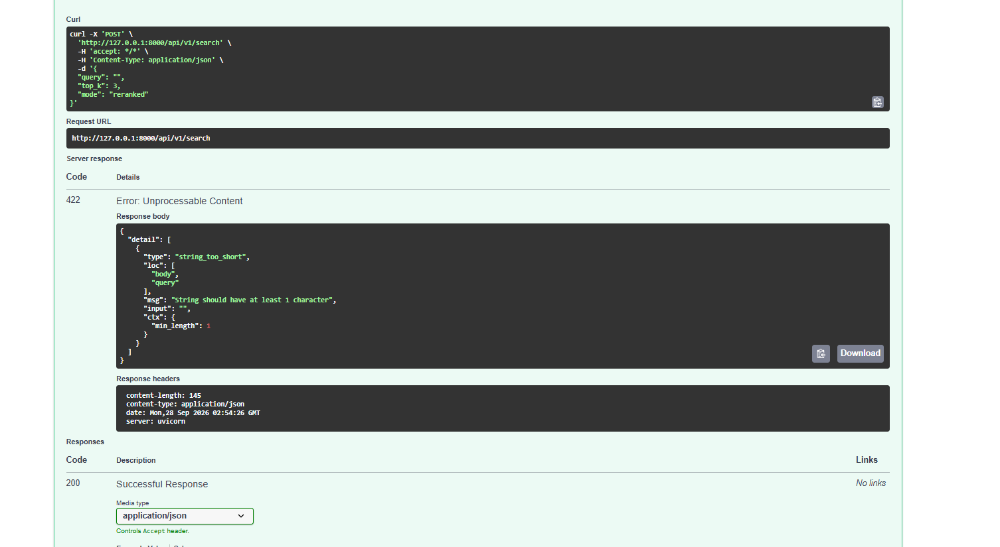 Curl
curl -X 'POST' \
'http://127.0.0.1:8000/api/v1/search' \
-H 'accept: */*' \
-H 'Content-Type: application/json' \
-d '{
"query": "",
"top_k": 3,
"mode": "reranked"
}'
Request URL
http://127.0.0.1:8000/api/v1/search
Server response
Code Details
422 Error: Unprocessable Content
Response body
{
"detail": [
{
"type": "string_too_short",
"loc": [
"body",
"query"
],
"msg": "String should have at least 1 character",
"input": "",
"ctx": {
"min_length": 1
}
}
]
}
Download
Response headers
content-length: 145
content-type: application/json
date: Mon,28 Sep 2026 02:54:26 GMT
server: uvicorn
Responses
Code Description Links
200 Successful Response No links
Media type
application/json
Controls Accept header.